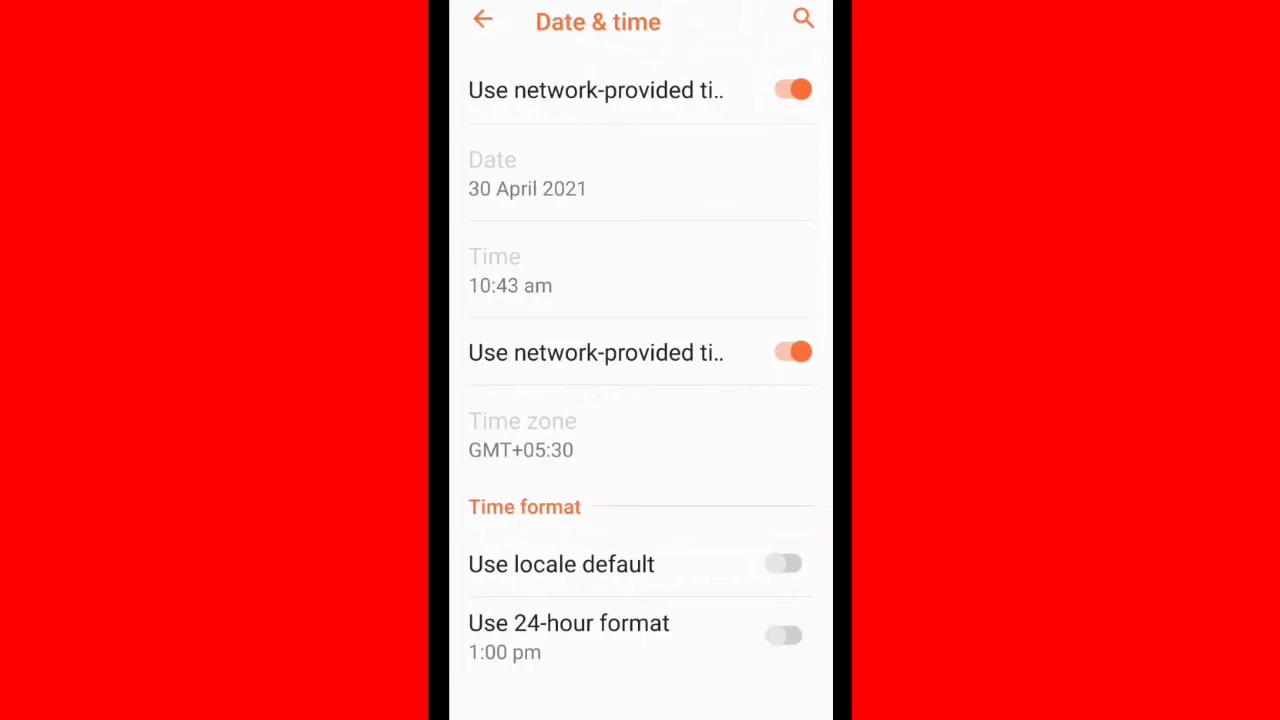 Date & time
Use network-provided ti..
Date
30 April 2021
Time
10:43 am
Use network-provided ti..
Time zone
GMT+05:30
Time format
Use locale default
Use 24-hour format
1:00 pm